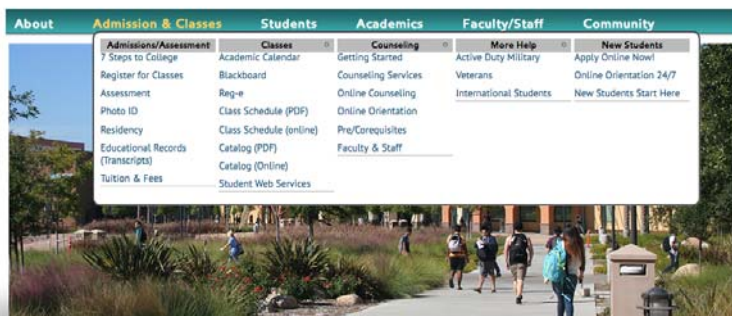 About Admission & Classes Students Academics Faculty/Staff Community
Admissions/Assessment
7 Steps to College
Register for Classes
Assessment
Photo ID
Residency
Educational Records
(Transcripts)
Tuition & Fees
Classes
Academic Calendar
Blackboard
Reg-e
Class Schedule (PDF)
Class Schedule (online)
Catalog (PDF)
Catalog (Online)
Student Web Services
Counseling
Getting Started
Counseling Services
Online Counseling
Online Orientation
Pre/Corequisites
Faculty & Staff
More Help
Active Duty Military
Veterans
International Students
New Students
Apply Online Now!
Online Orientation 24/7
New Students Start Here